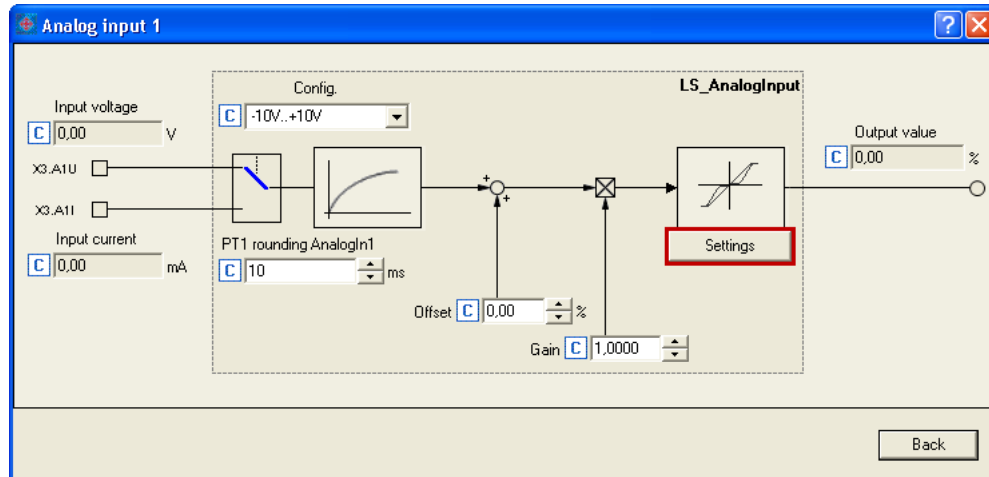 Analog input 1
Config.
LS_AnalogInput
Input voltage
C -10V..+10V
C 0,00 V
Output value
C 0,00 %
X3.A1U
X3.A1I
Input current
PT1 rounding AnalogIn1
Settings
C 0,00 mA
C 10 ms
+
+
Offset C 0,00 %
Gain C 1,0000
Back